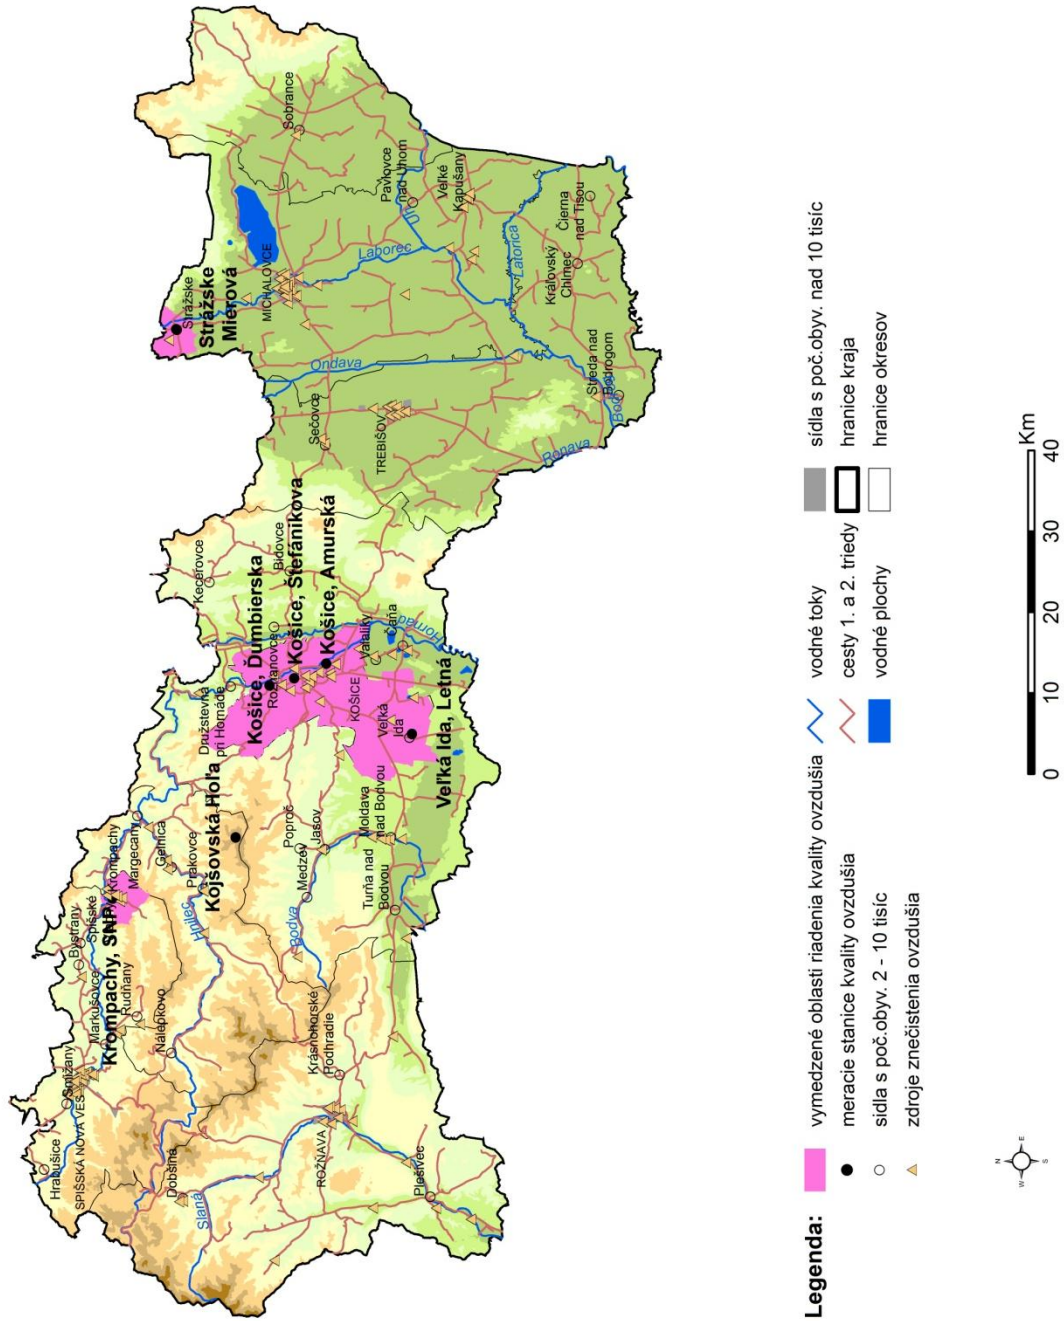 Hrabušice
Smižany
SPIŠSKÁ NOVÁ VES
Markušovce
Bystrany
Spišské
Krompachy
Krompachy, SNP
Rudňany
Margecany
Gelnica
Prakovce
Nálepkovo
Hnilec
Dobšiná
Slaná
ROŽŇAVA
Krásnohorské
Podhradie
Plešivec
Kojšovská Hoľa
Bodva
Medzev
Poproč
Jasov
Moldava
nad Bodvou
Turňa nad
Bodvou
Družstevná
pri Hornáde
Košice, Ďumbierska
Rozhanovce
Košice, Štefánikova
Košice, Amurská
KOŠICE
Valaliky
Čaňa
Hornád
Veľká
Ida
Veľká Ida, Letná
Kecerovce
Bidovce
Sečovce
TREBIŠOV
Ondava
Ronava
Strážske
Strážske
Mierová
MICHALOVCE
Laborec
Sobrance
Pavlovce
nad Uhom
Uh
Veľké
Kapušany
Latorica
Kráľovský
Chlmec
Čierna
nad Tisou
Streda nad
Bodrogom
Legenda:
vymedzené oblasti riadenia kvality ovzdušia
meracie stanice kvality ovzdušia
sídla s poč.obyv. 2 - 10 tisíc
zdroje znečistenia ovzdušia
vodné toky
cesty 1. a 2. triedy
vodné plochy
sídla s poč.obyv. nad 10 tisíc
hranice kraja
hranice okresov
N
W E
S
0 10 20 30 40
Km